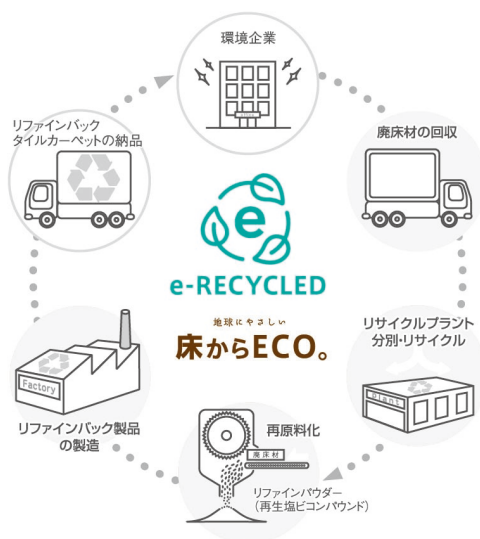 環境企業
廃床材の回収
リサイクルプラント
分別・リサイクル
Plant
再原料化
廃床材
リファインパウダー
(再生塩ビコンパウンド)
リファインバック製品
の製造
Factory
リファインバック
タイルカーペットの納品
e
e-RECYCLED
地球にやさしい
床からECO。